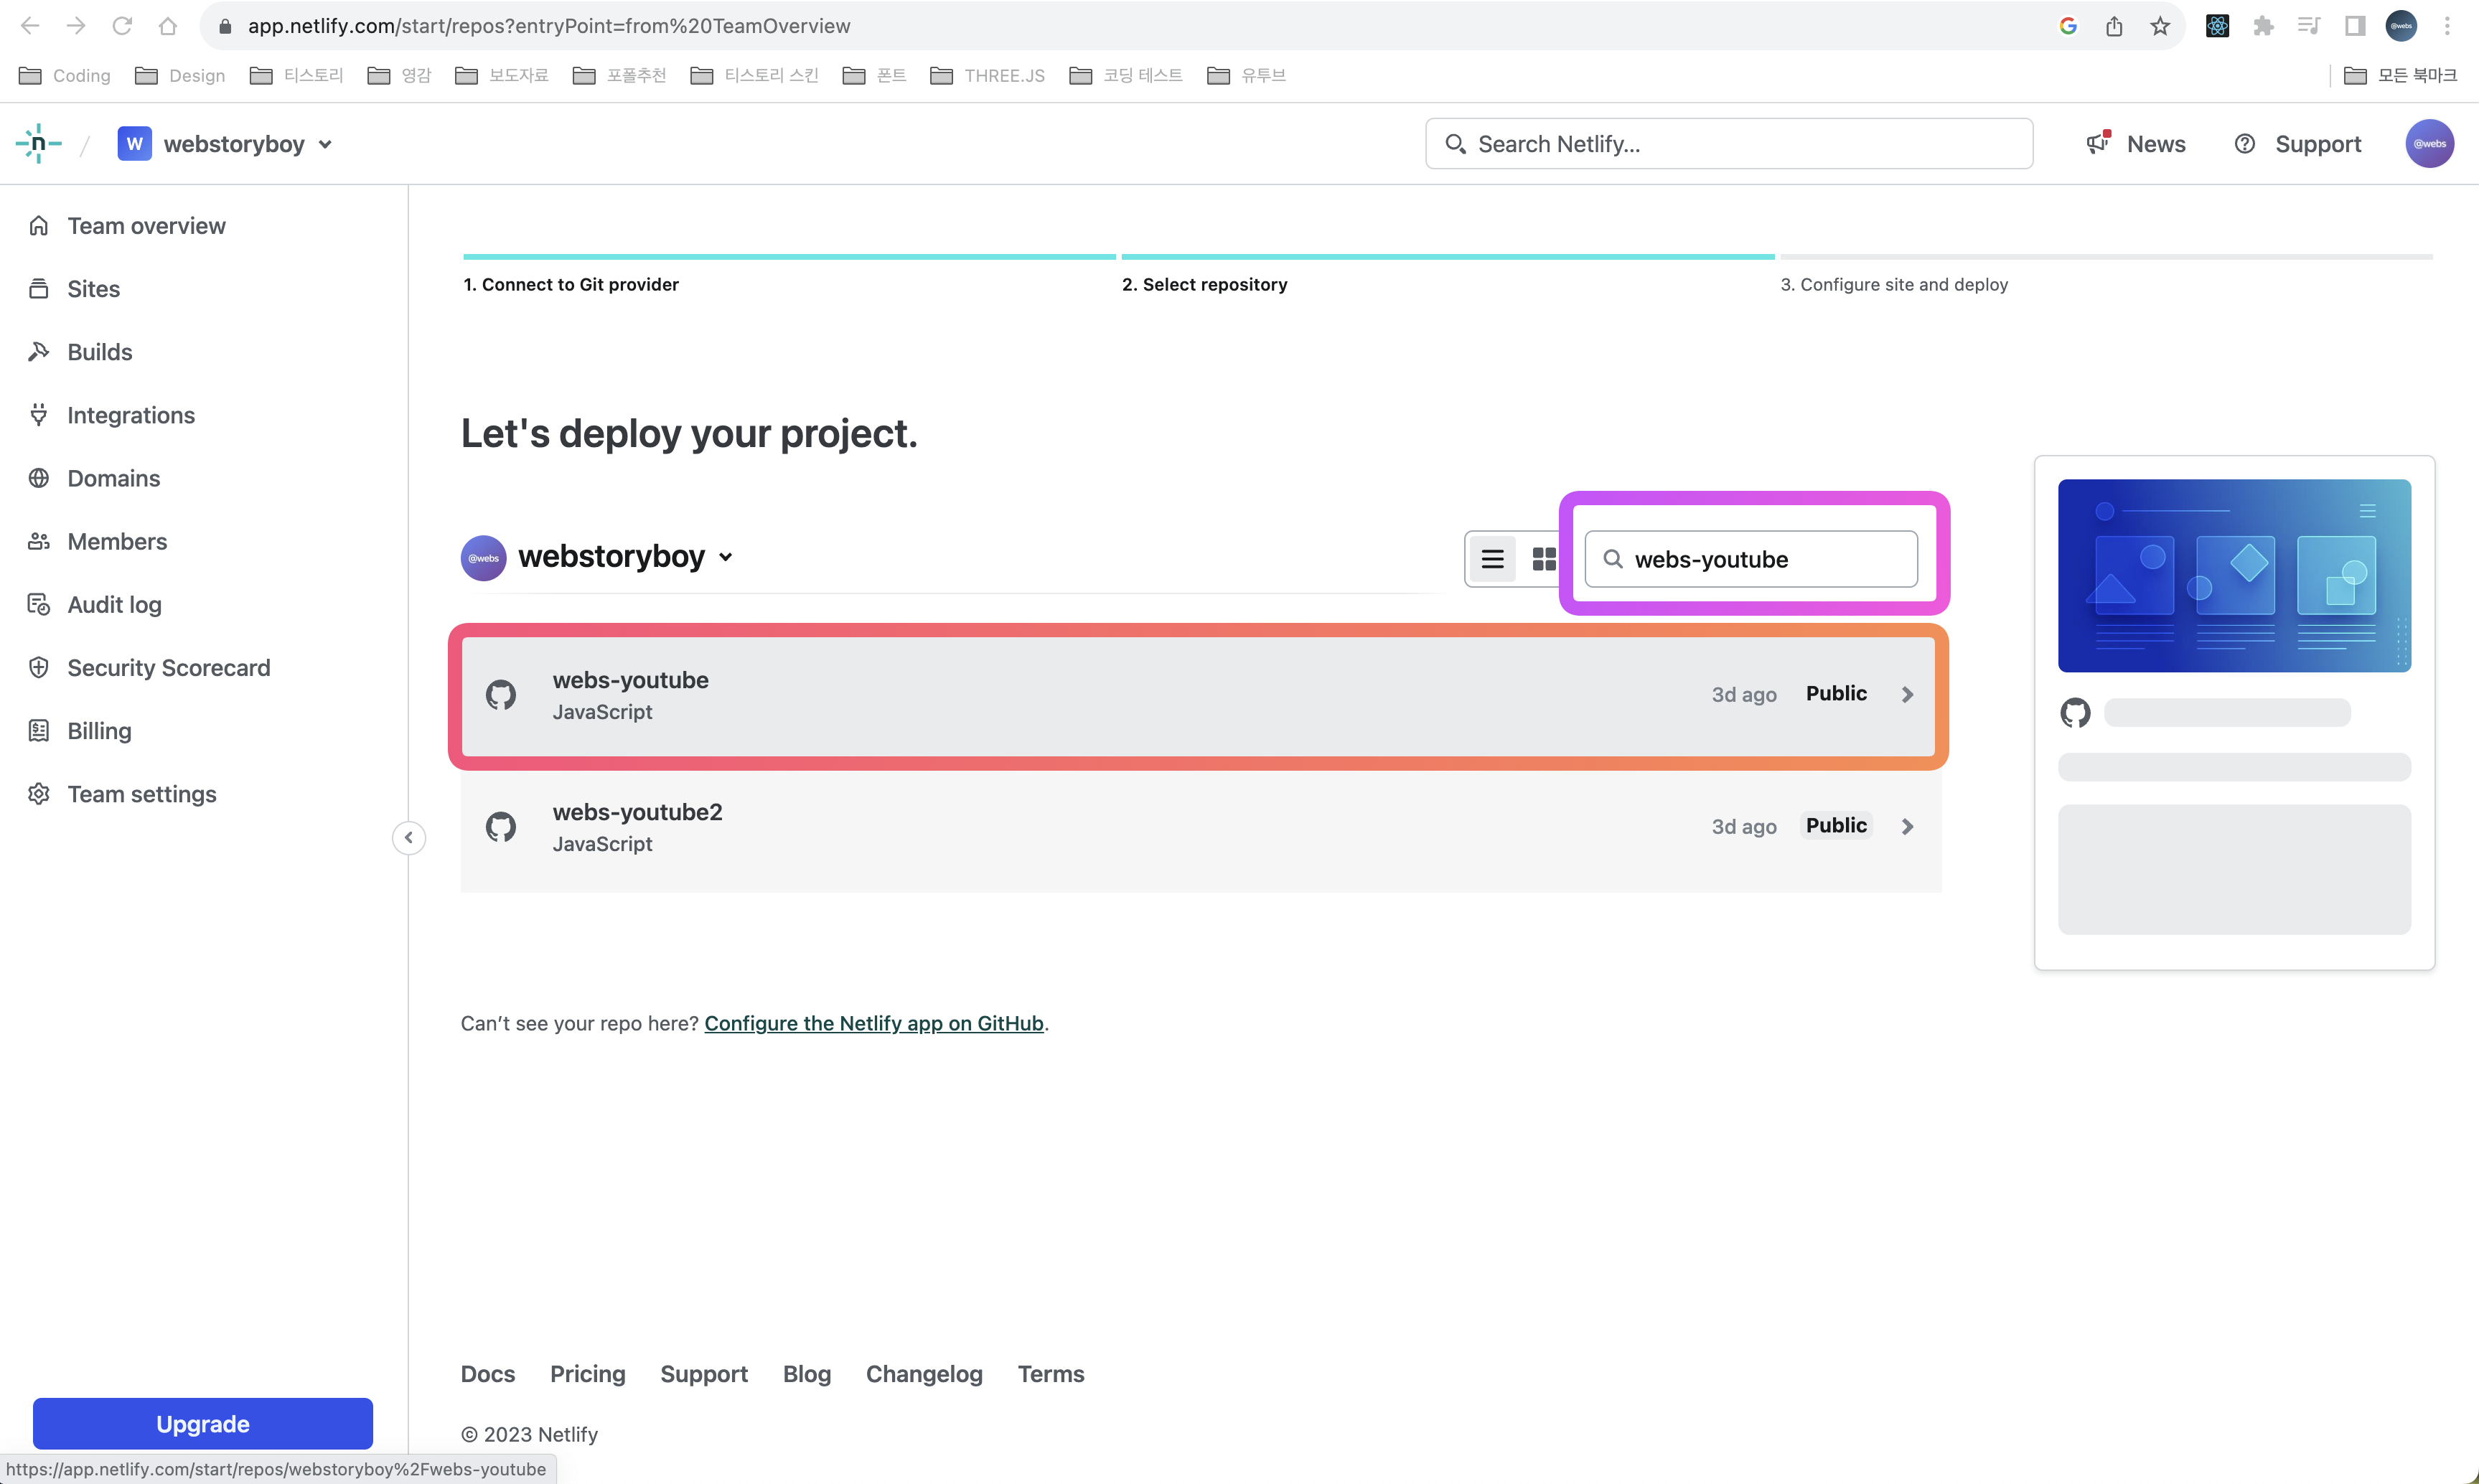 app.netlify.com/start/repos?entryPoint=from%20TeamOverview
@webs
Coding Design 티스토리 영감 보도자료 포폴추천 티스토리 스킨 폰트 THREE.JS 코딩 테스트 유투브 모든 북마크
n / W webstoryboy Search Netlify... News Support @webs
Team overview
Sites
Builds
Integrations
Domains
Members
Audit log
Security Scorecard
Billing
Team settings
Upgrade
1. Connect to Git provider
2. Select repository
3. Configure site and deploy
Let's deploy your project.
@webs webstoryboy
webs-youtube
webs-youtube
JavaScript
3d ago Public
webs-youtube2
JavaScript
3d ago Public
Can’t see your repo here? Configure the Netlify app on GitHub.
Docs Pricing Support Blog Changelog Terms
© 2023 Netlify
https://app.netlify.com/start/repos/webstoryboy%2Fwebs-youtube